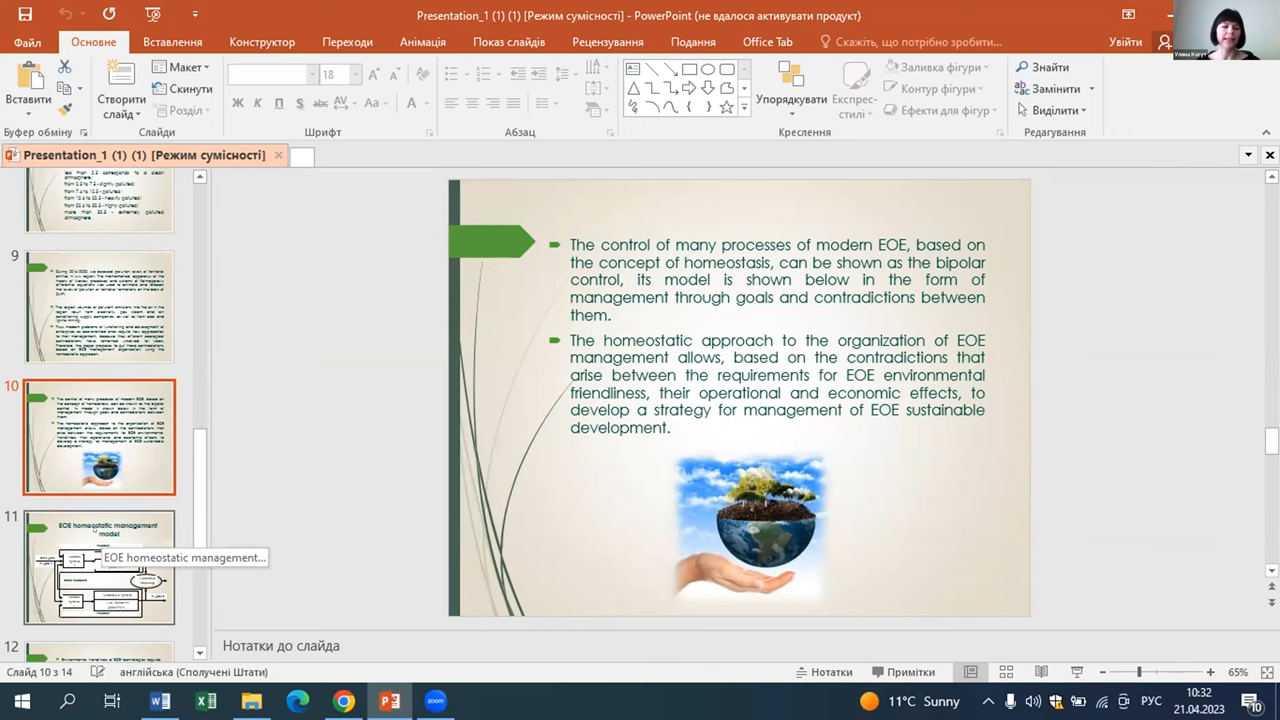 Presentation_1 (1) (1) [Режим сумісності] - PowerPoint (не вдалося активувати продукт)
Файл Основне Вставлення Конструктор Переходи Анімація Показ слайдів Рецензування Подання Office Tab Скажіть, що потрібно зробити... Увійти
Уляна Когут
Вставити
Створити слайд
Макет
Скинути
Розділ
18
Ж К П S abc AV Aa A
Упорядкувати
Експрес-стилі
Заливка фігури
Контур фігури
Ефекти для фігур
Знайти
Замінити
Виділити
Буфер обміну Слайди Шрифт Абзац Креслення Редагування
Presentation_1 (1) (1) [Режим сумісності]
9
10
11
EOE homeostatic management
model
EOE homeostatic management...
12
The control of many processes of modern EOE, based on
the concept of homeostasis, can be shown as the bipolar
control, its model is shown below in the form of
management through goals and contradictions between
them.
The homeostatic approach to the organization of EOE
management allows, based on the contradictions that
arise between the requirements for EOE environmental
friendliness, their operational and economic effects, to
develop a strategy for management of EOE sustainable
development.
Нотатки до слайда
Слайд 10 з 14 англійська (Сполучені Штати) Нотатки Примітки 65%
zoom
11°C Sunny РУС 10:32
21.04.2023
10